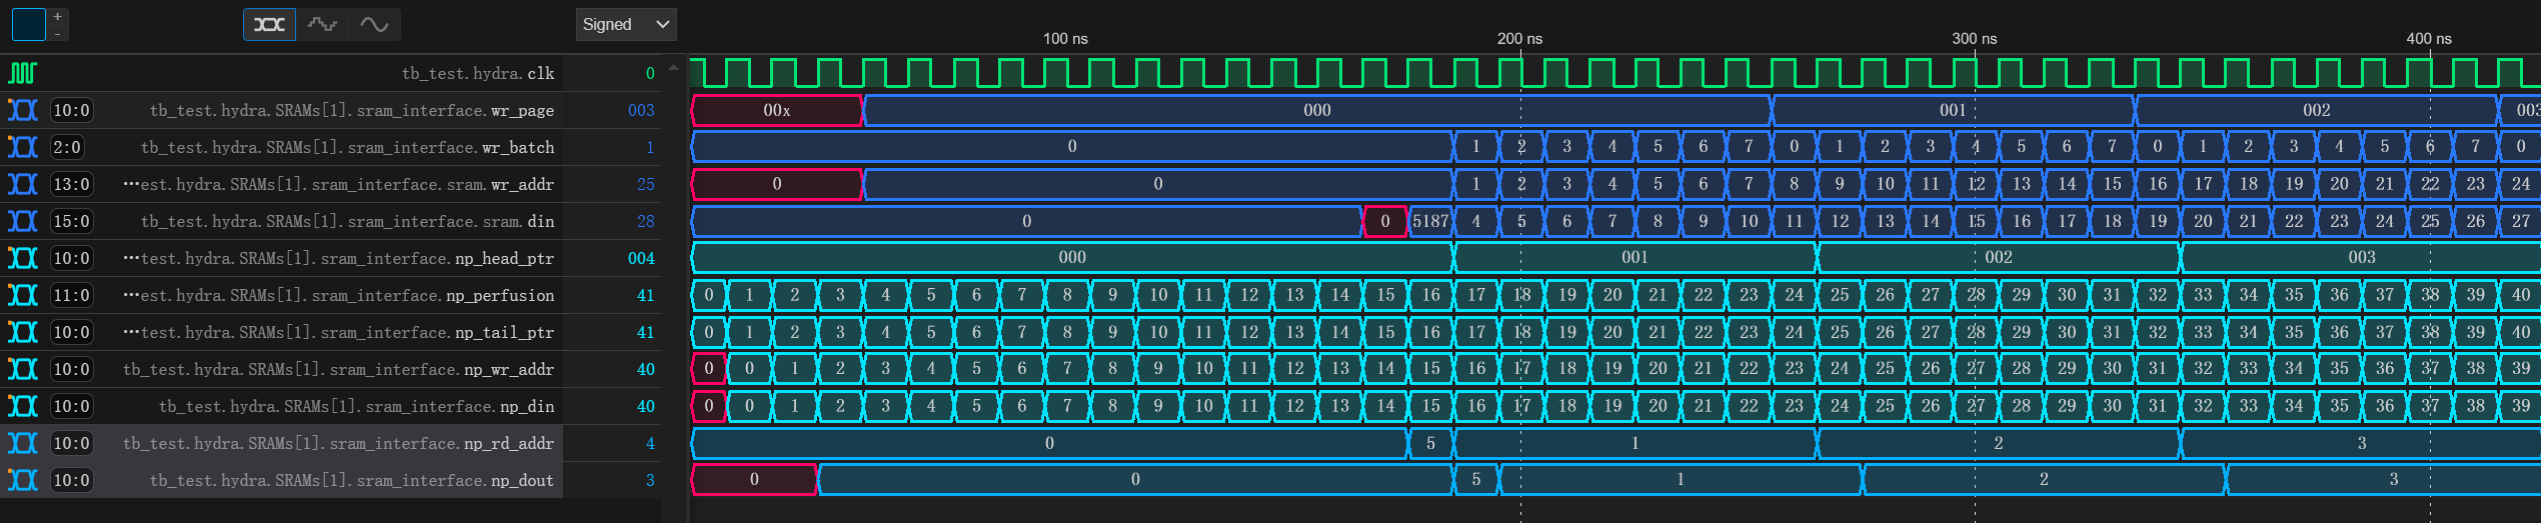 +
-
Signed
100 ns 200 ns 300 ns 400 ns
tb_test.hydra.clk 0
10:0 tb_test.hydra.SRAMs[1].sram_interface.wr_page 003 00x 000 001 002 003
2:0 tb_test.hydra.SRAMs[1].sram_interface.wr_batch 1 0 1 2 3 4 5 6 7 0 1 2 3 4 5 6 7 0 1 2 3 4 5 6 7 0
13:0 ···est.hydra.SRAMs[1].sram_interface.sram.wr_addr 25 0 0 1 2 3 4 5 6 7 8 9 10 11 12 13 14 15 16 17 18 19 20 21 22 23 24
15:0 tb_test.hydra.SRAMs[1].sram_interface.sram.din 28 0 0 5187 4 5 6 7 8 9 10 11 12 13 14 15 16 17 18 19 20 21 22 23 24 25 26 27
10:0 ···test.hydra.SRAMs[1].sram_interface.np_head_ptr 004 000 001 002 003
11:0 ···est.hydra.SRAMs[1].sram_interface.np_perfusion 41 0 1 2 3 4 5 6 7 8 9 10 11 12 13 14 15 16 17 18 19 20 21 22 23 24 25 26 27 28 29 30 31 32 33 34 35 36 37 38 39 40
10:0 ···test.hydra.SRAMs[1].sram_interface.np_tail_ptr 41 0 1 2 3 4 5 6 7 8 9 10 11 12 13 14 15 16 17 18 19 20 21 22 23 24 25 26 27 28 29 30 31 32 33 34 35 36 37 38 39 40
10:0 tb_test.hydra.SRAMs[1].sram_interface.np_wr_addr 40 0 0 1 2 3 4 5 6 7 8 9 10 11 12 13 14 15 16 17 18 19 20 21 22 23 24 25 26 27 28 29 30 31 32 33 34 35 36 37 38 39
10:0 tb_test.hydra.SRAMs[1].sram_interface.np_din 40 0 0 1 2 3 4 5 6 7 8 9 10 11 12 13 14 15 16 17 18 19 20 21 22 23 24 25 26 27 28 29 30 31 32 33 34 35 36 37 38 39
10:0 tb_test.hydra.SRAMs[1].sram_interface.np_rd_addr 4 0 5 1 2 3
10:0 tb_test.hydra.SRAMs[1].sram_interface.np_dout 3 0 0 5 1 2 3